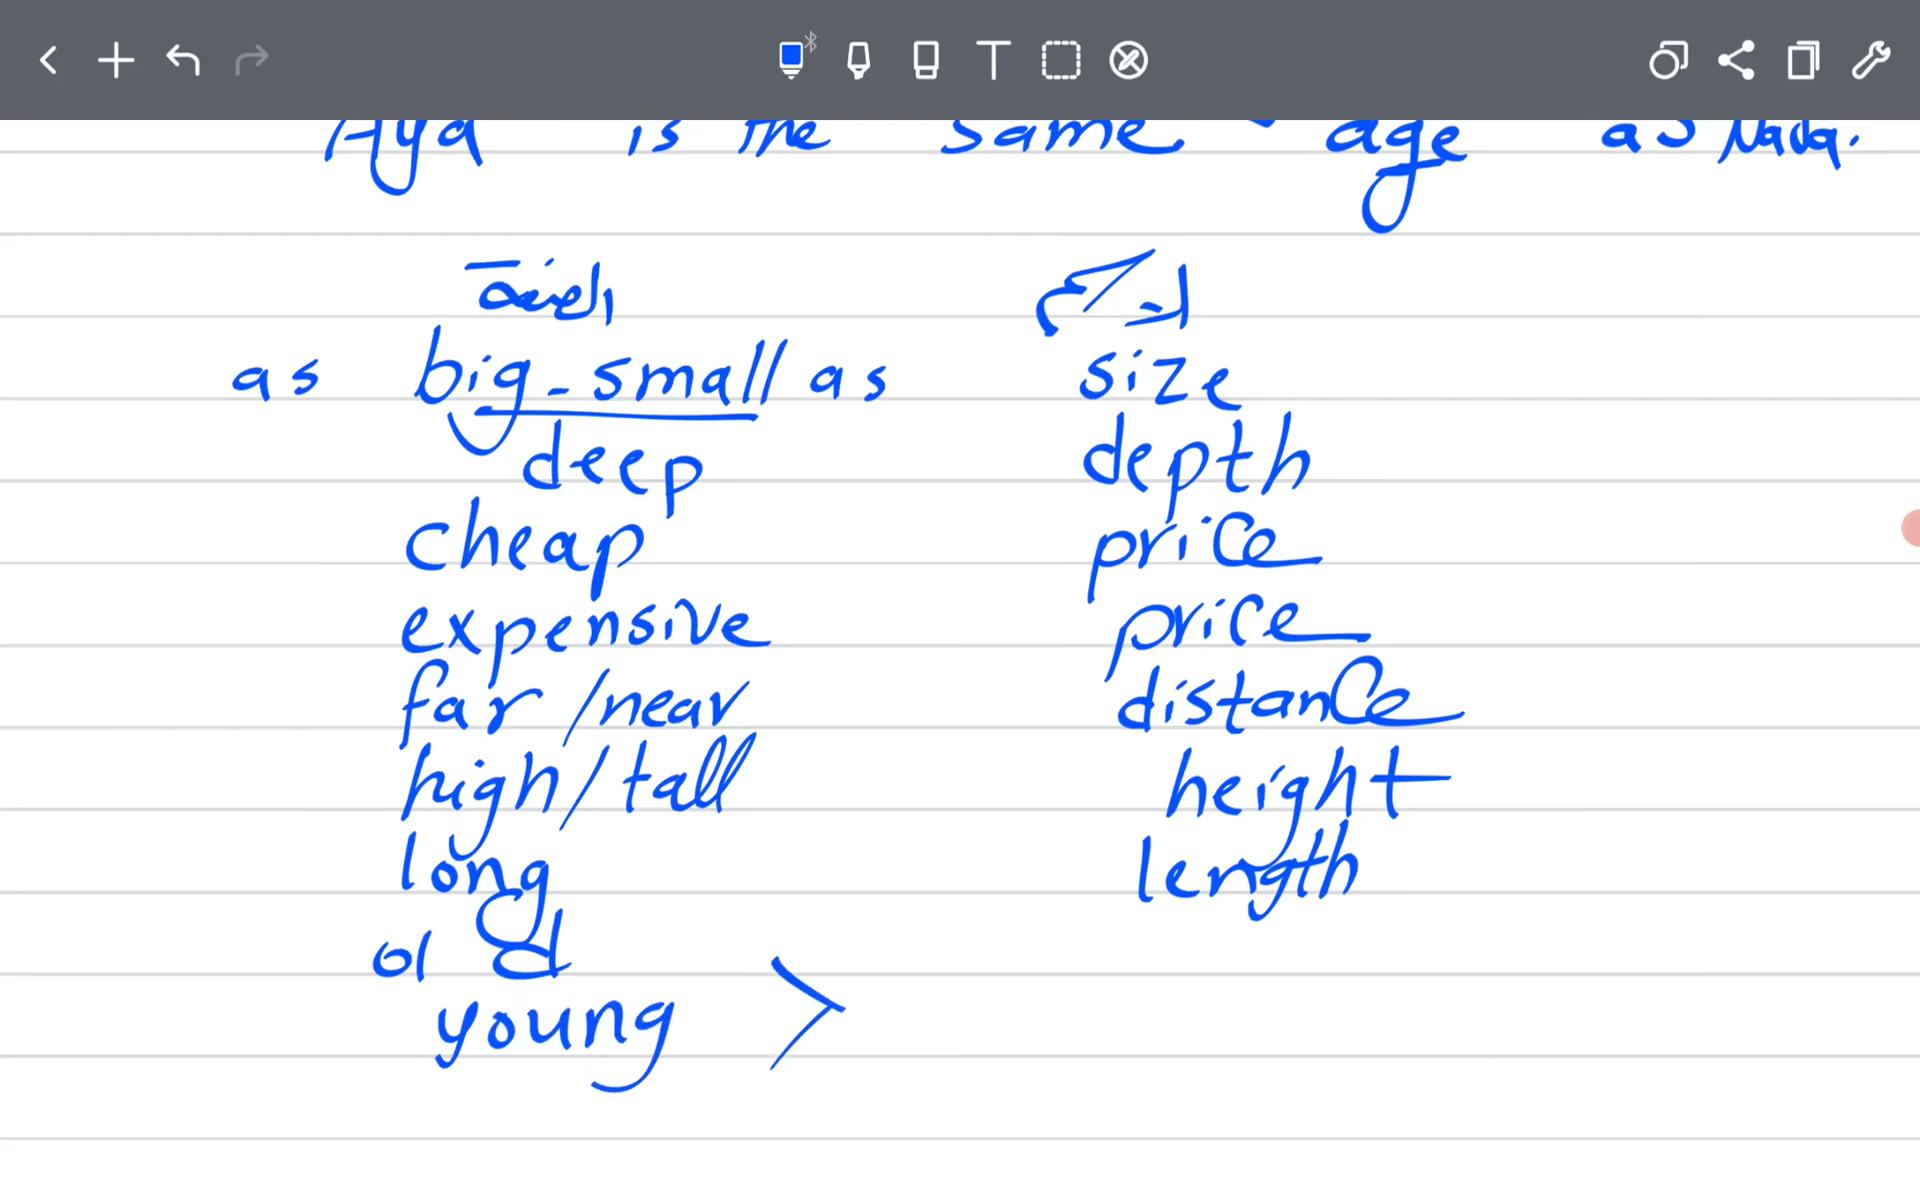 Aya is the same age as Nada.
الصفة الاسم
as big - small as size
deep depth
cheap price
expensive price
far / near distance
high / tall height
long length
old
young >